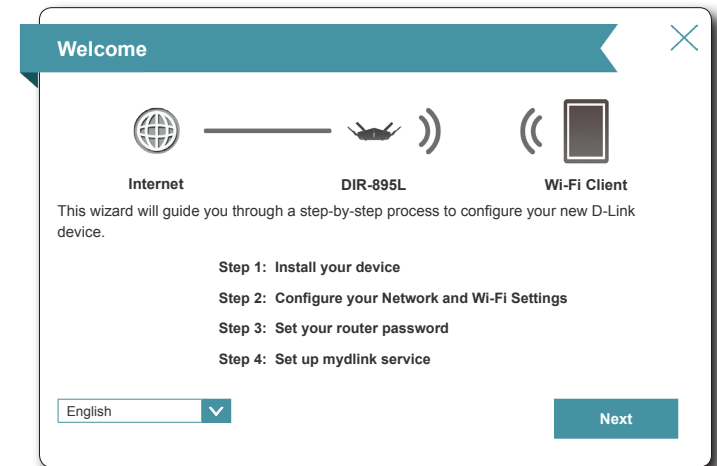 Welcome
Internet
DIR-895L
Wi-Fi Client
This wizard will guide you through a step-by-step process to configure your new D-Link
device.
Step 1: Install your device
Step 2: Configure your Network and Wi-Fi Settings
Step 3: Set your router password
Step 4: Set up mydlink service
English
Next